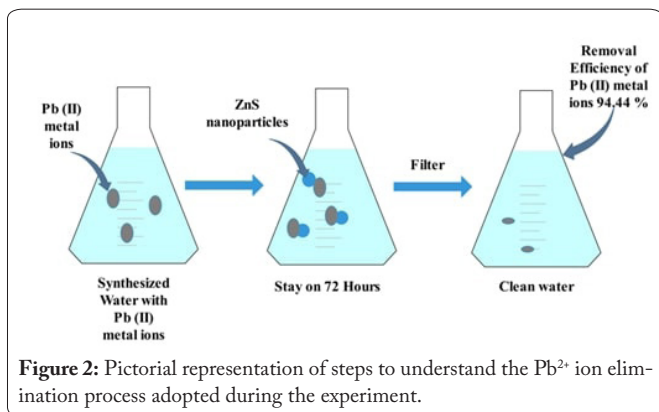 Pb (II)
metal
ions
ZnS
nanoparticles
Removal
Efficiency of
Pb (II) metal
ions 94.44 %
Filter
Synthesized
Water with
Pb (II)
metal ions
Stay on 72 Hours
Clean water
Figure 2: Pictorial representation of steps to understand the Pb²⁺ ion elim-
ination process adopted during the experiment.